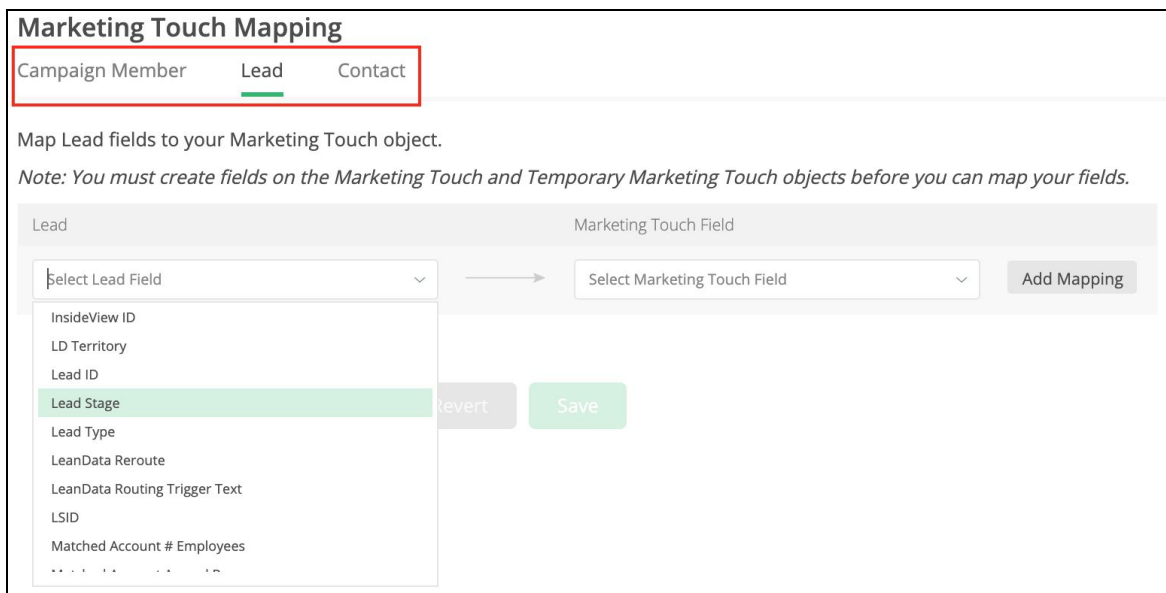 Marketing Touch Mapping
Campaign Member Lead Contact
Map Lead fields to your Marketing Touch object.
Note: You must create fields on the Marketing Touch and Temporary Marketing Touch objects before you can map your fields.
Lead Marketing Touch Field
Select Lead Field Select Marketing Touch Field Add Mapping
InsideView ID
LD Territory
Lead ID
Lead Stage
Revert Save
Lead Type
LeanData Reroute
LeanData Routing Trigger Text
LSID
Matched Account # Employees